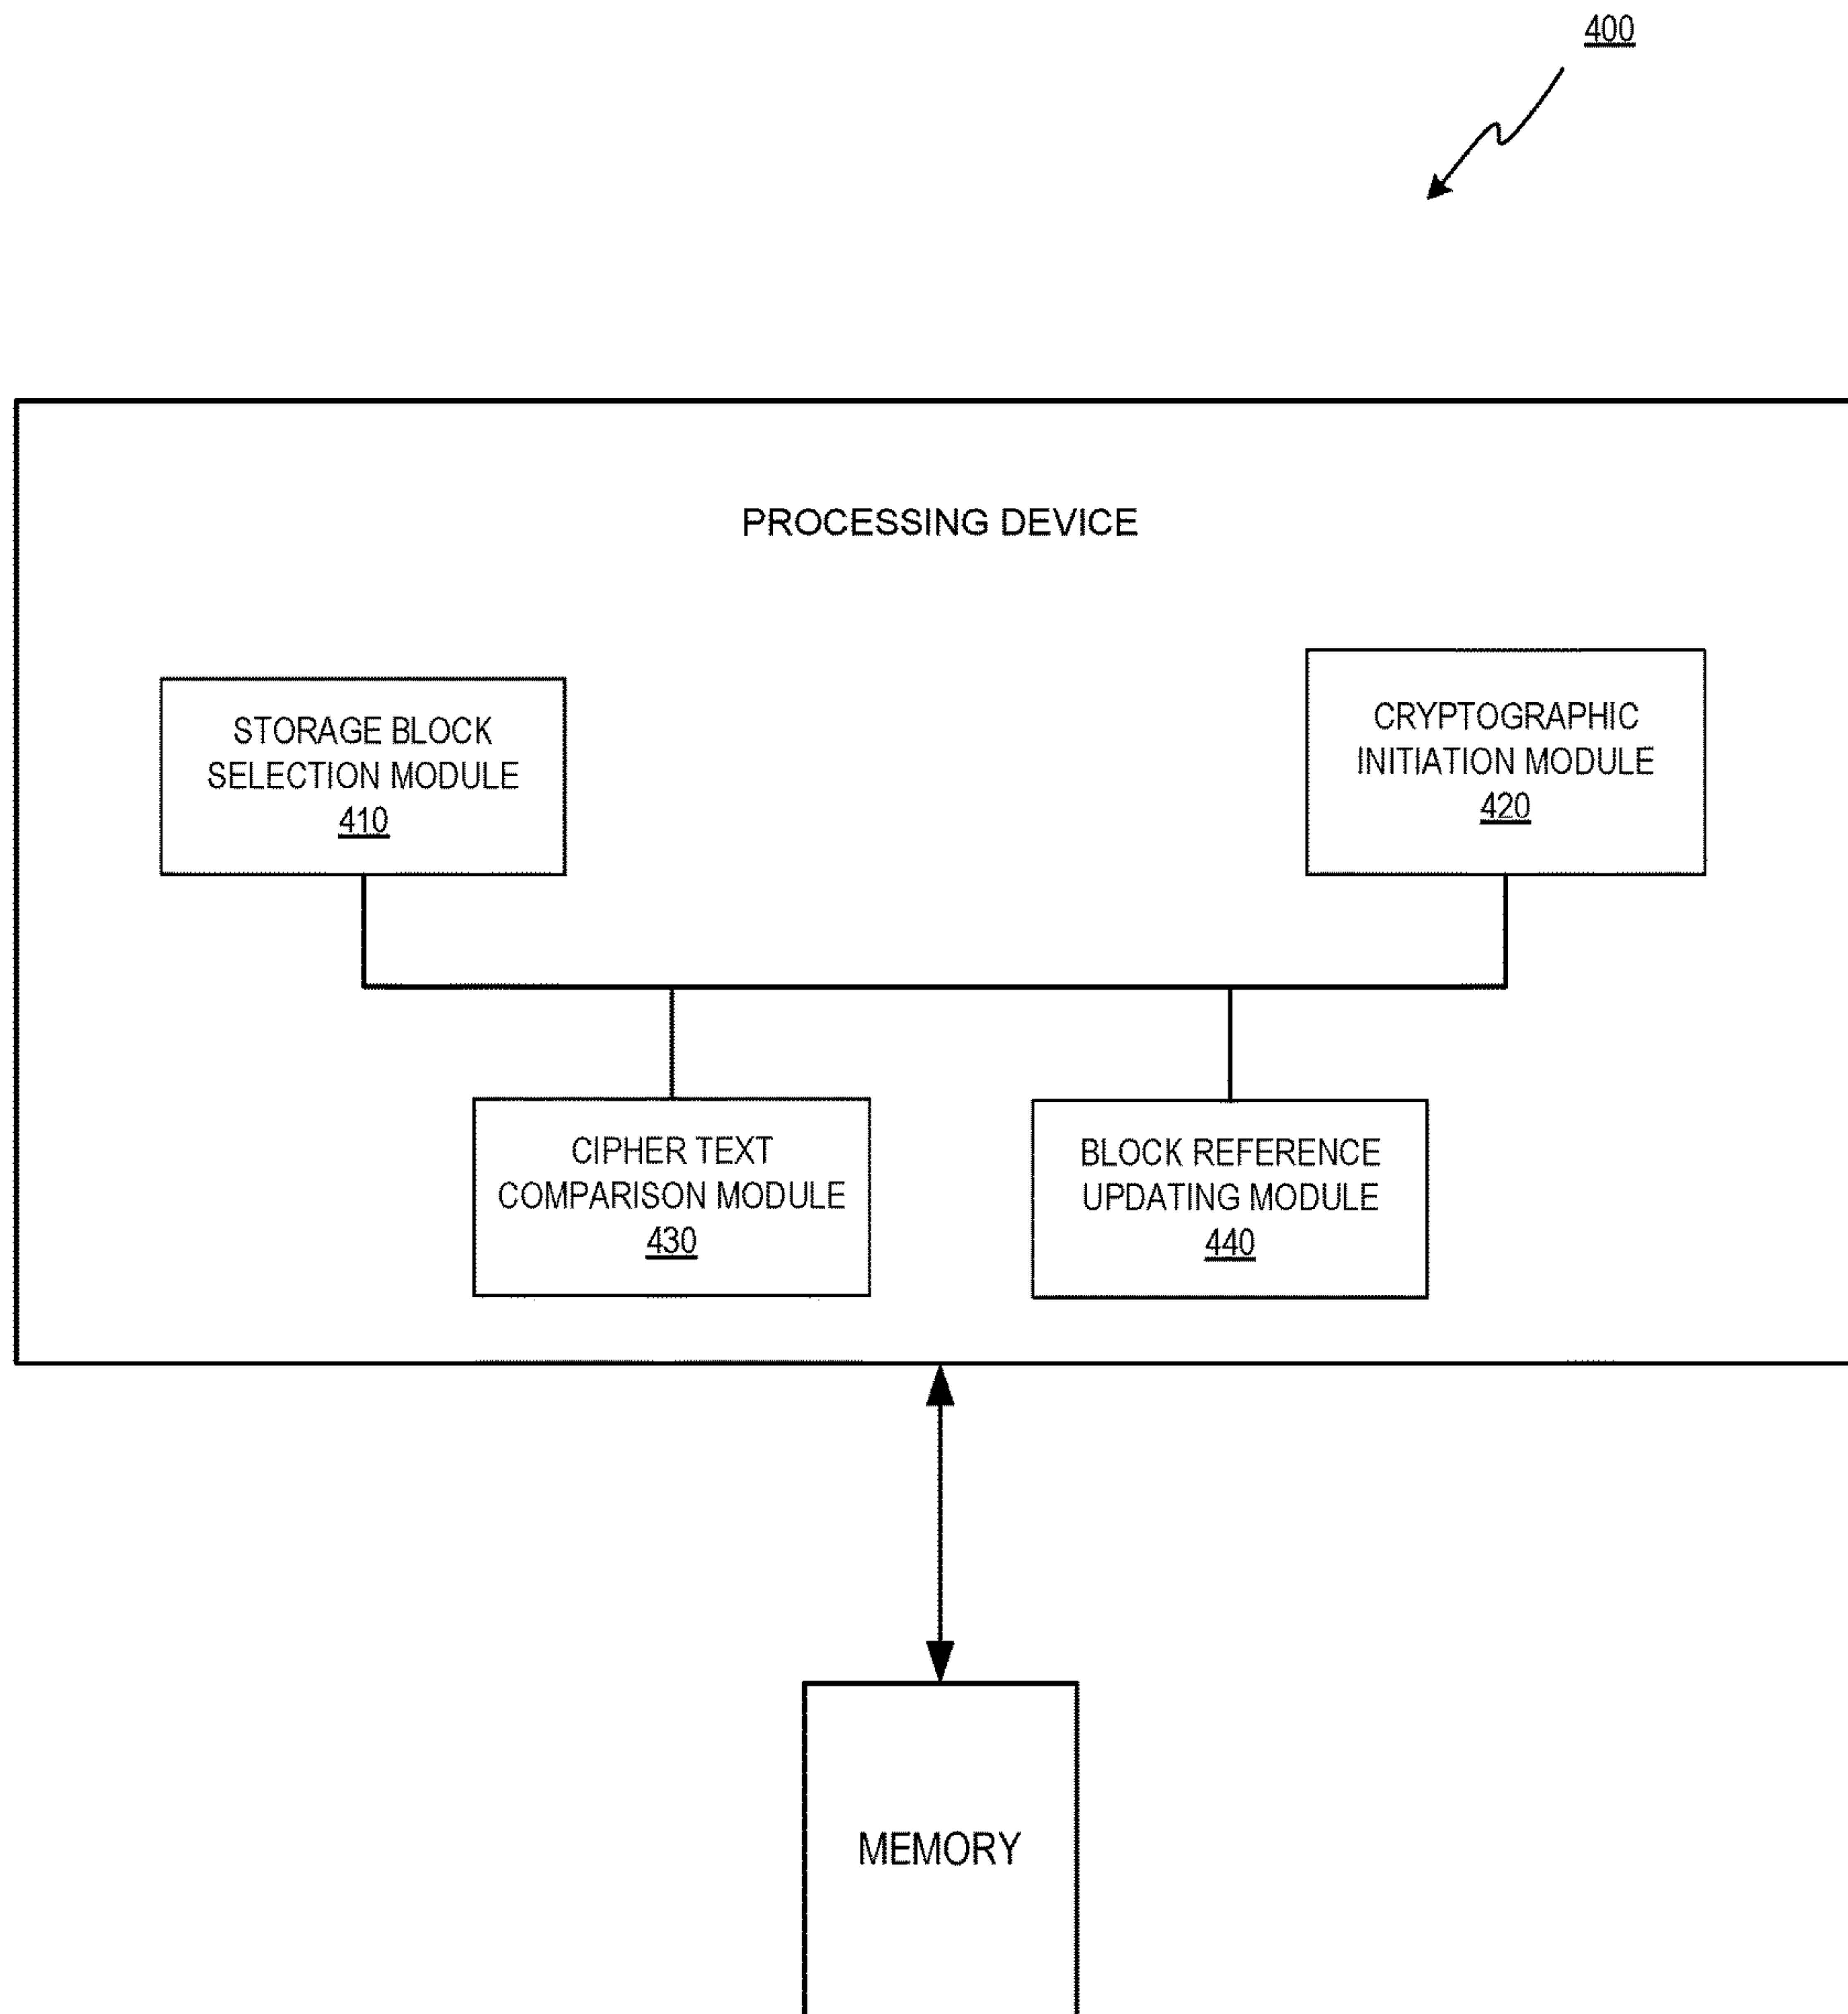 400
PROCESSING DEVICE
STORAGE BLOCK
SELECTION MODULE
410
CRYPTOGRAPHIC
INITIATION MODULE
420
CIPHER TEXT
COMPARISON MODULE
430
BLOCK REFERENCE
UPDATING MODULE
440
MEMORY